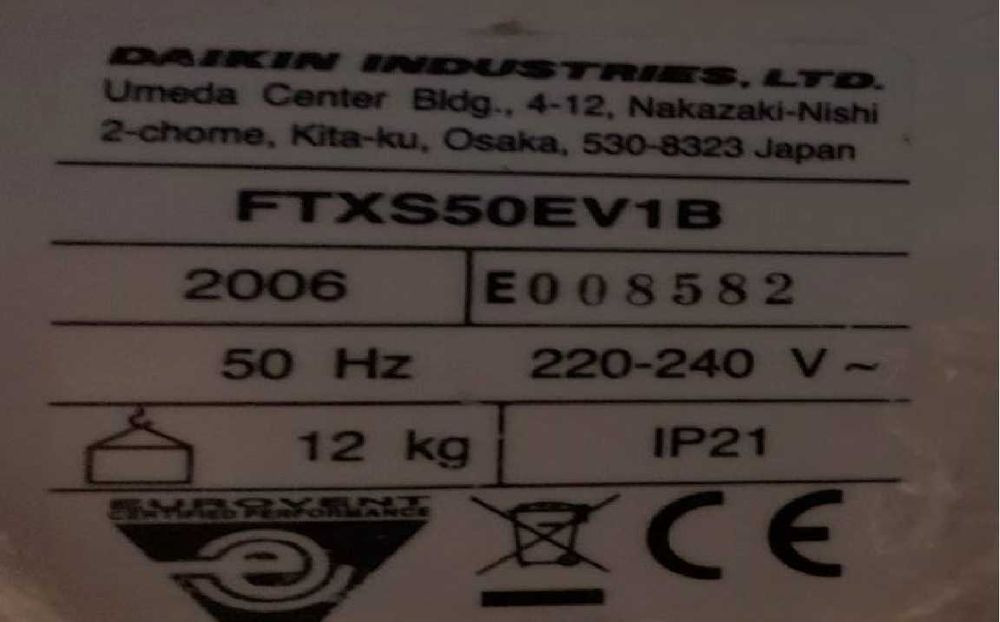 DAIKIN INDUSTRIES, LTD.
Umeda Center Bldg., 4-12, Nakazaki-Nishi
2-chome, Kita-ku, Osaka, 530-8323 Japan
FTXS50EV1B
2006 E008582
50 Hz 220-240 V ~
12 kg IP21
EUROVENT
CERTIFIED PERFORMANCE
CE